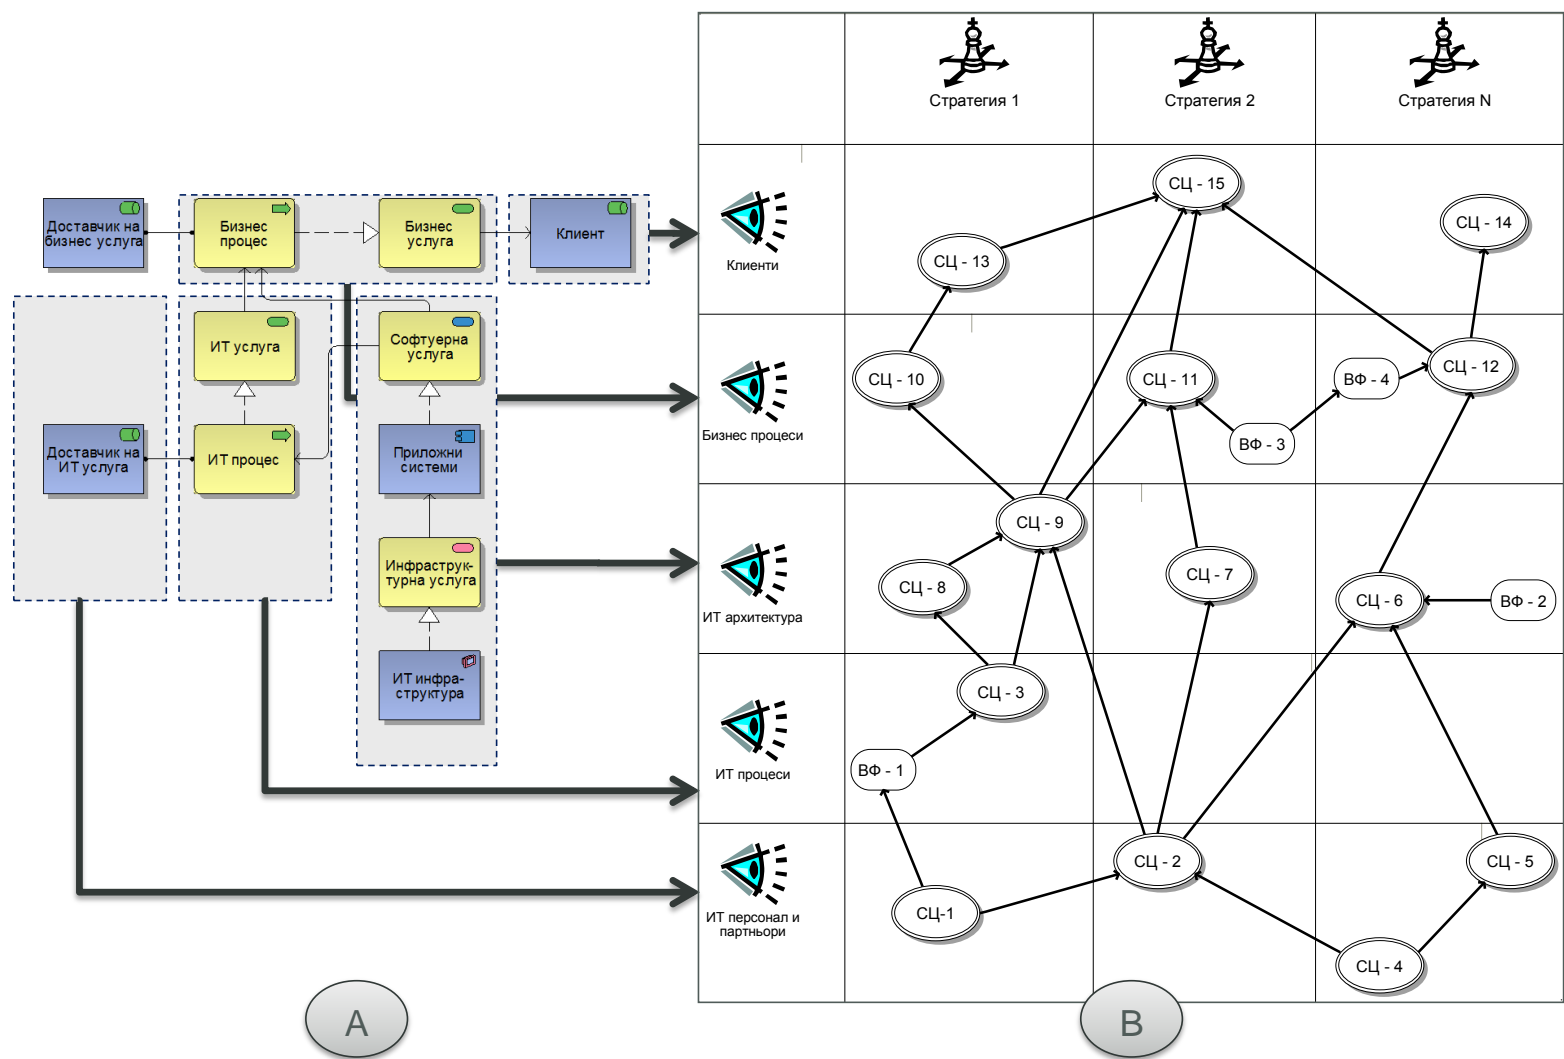 Стратегия 1
Стратегия 2
Стратегия N
Доставчик на
бизнес услуга
Бизнес
процес
Бизнес
услуга
Клиент
ИТ услуга
Софтуерна
услуга
Доставчик на
ИТ услуга
ИТ процес
Приложни
системи
Инфраструк-
турна услуга
ИТ инфра-
структура
Клиенти
СЦ - 15
СЦ - 14
СЦ - 13
Бизнес процеси
СЦ - 10
СЦ - 11
ВФ - 4
СЦ - 12
ВФ - 3
ИТ архитектура
СЦ - 9
СЦ - 8
СЦ - 7
СЦ - 6
ВФ - 2
ИТ процеси
СЦ - 3
ВФ - 1
ИТ персонал и
партньори
СЦ - 2
СЦ - 5
СЦ-1
СЦ - 4
A
B